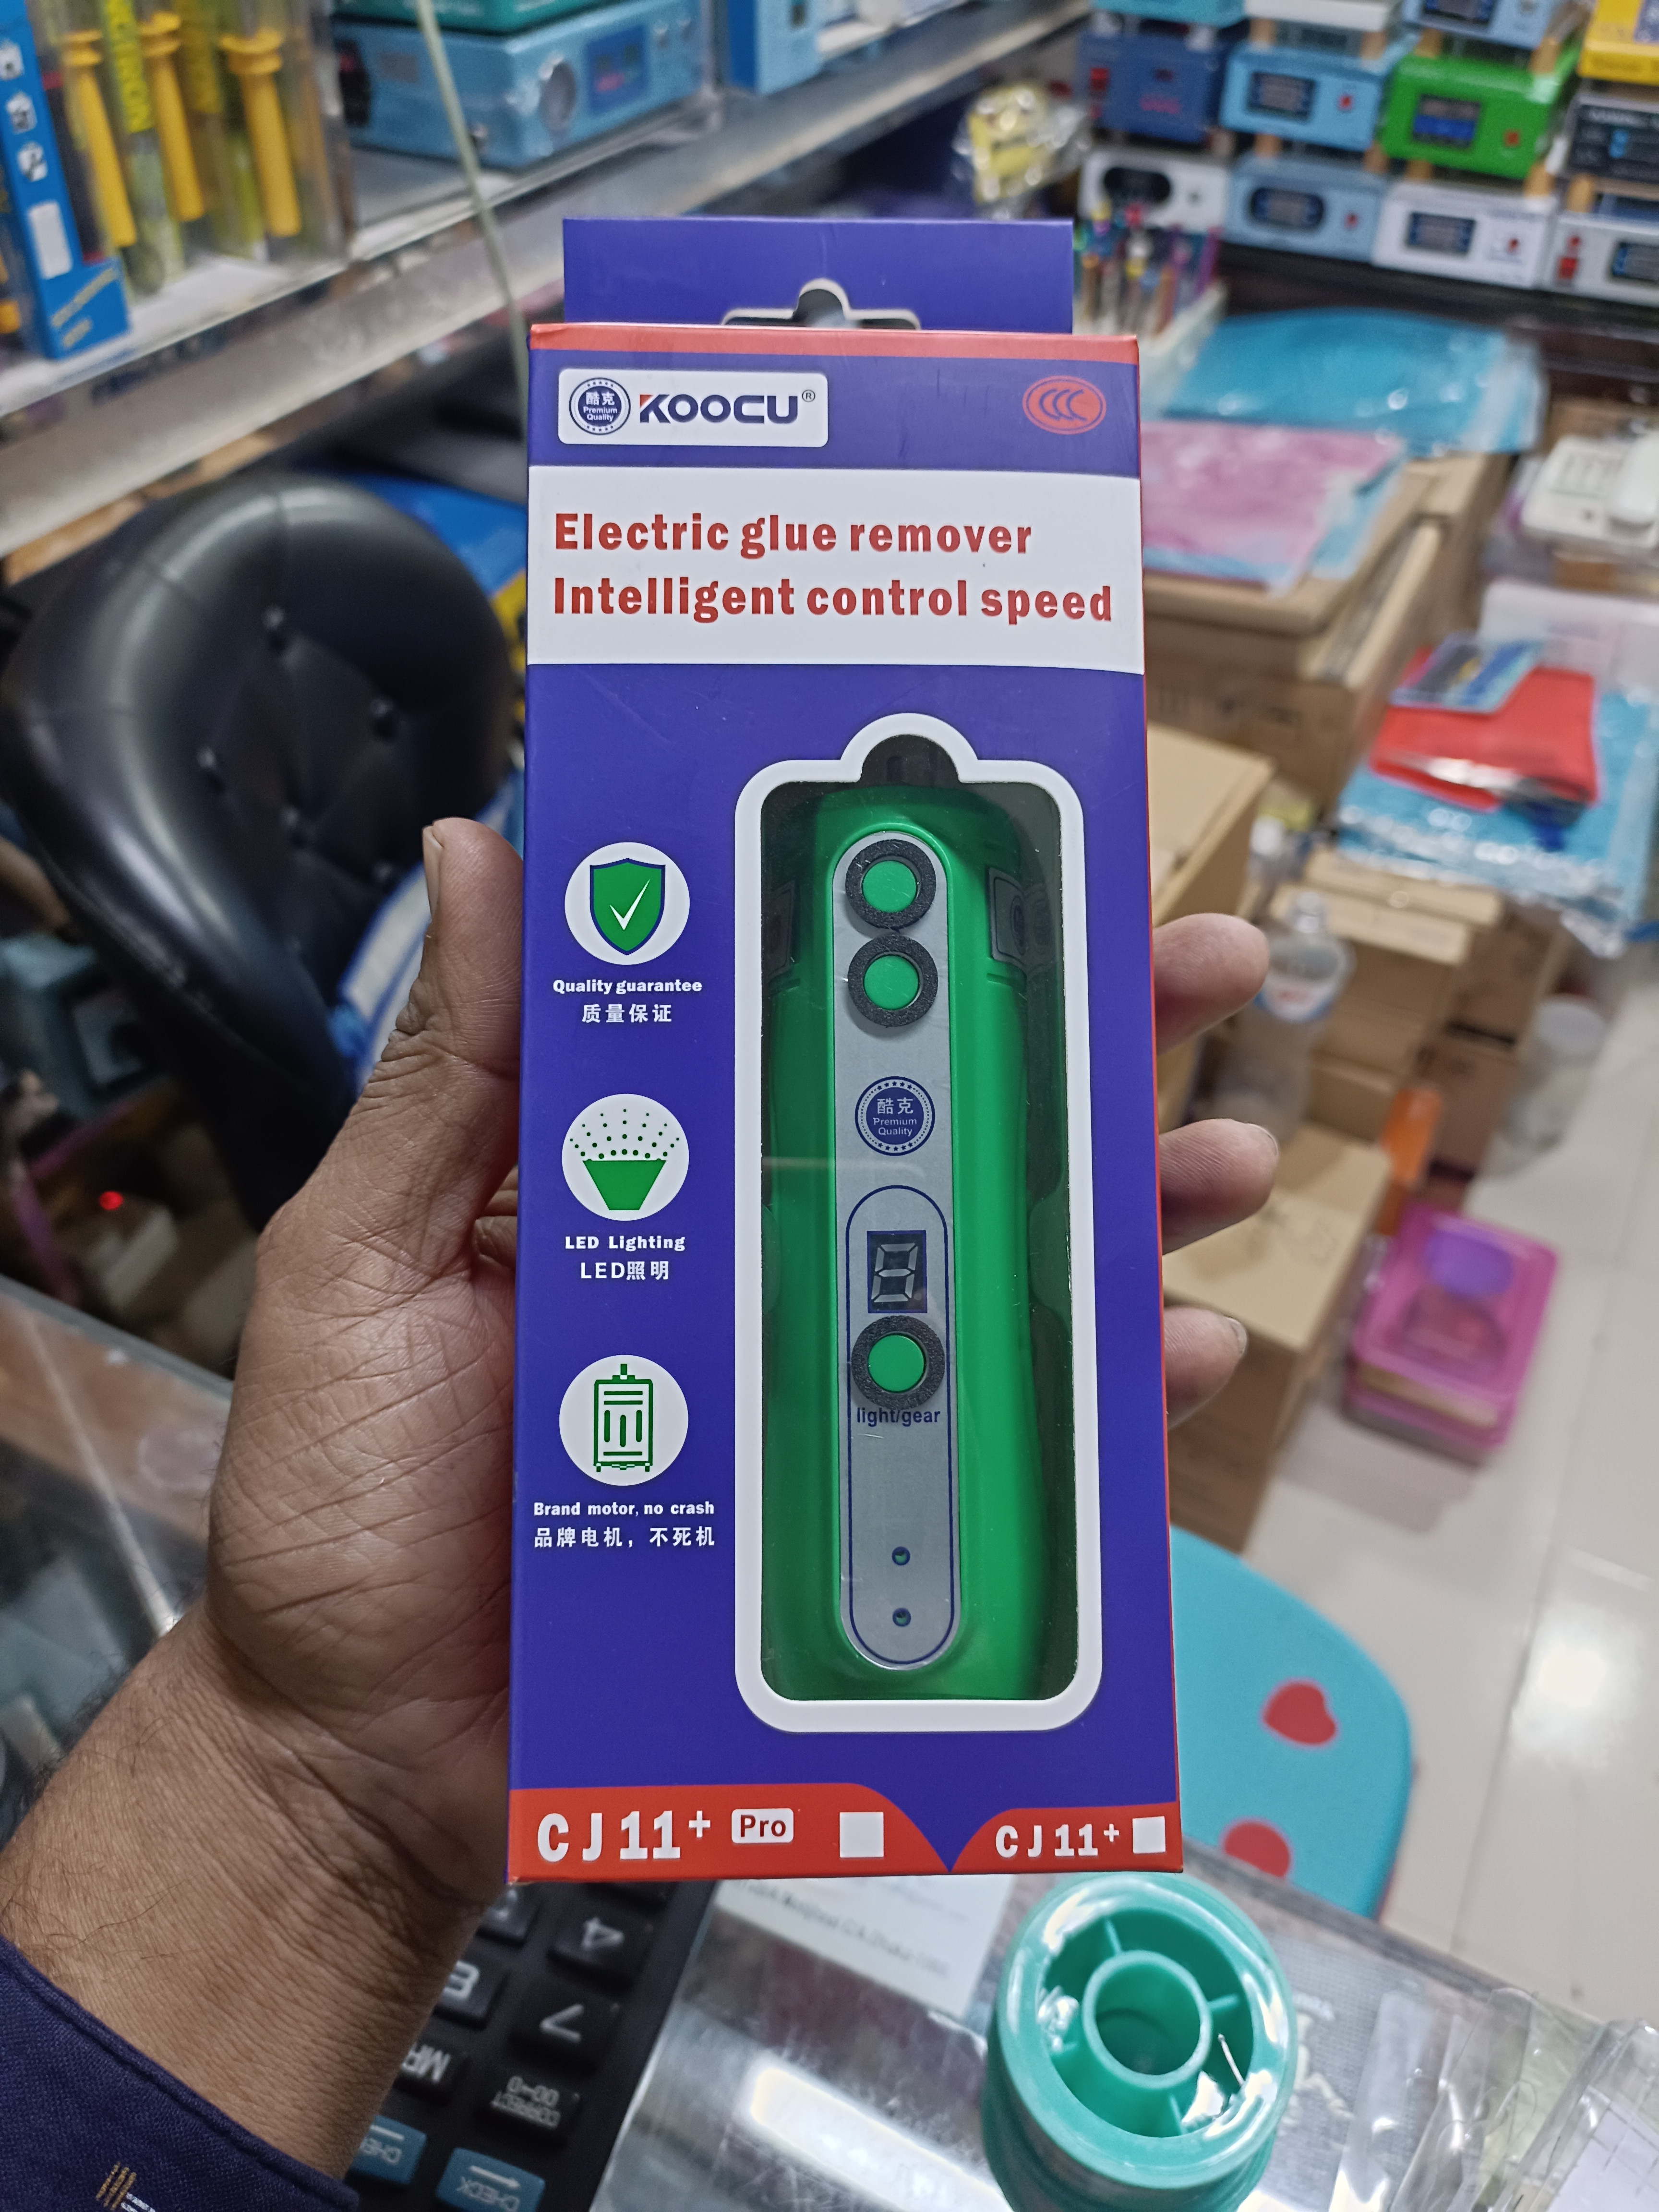 酷克
Premium
Quality
KOOCU®
Electric glue remover
Intelligent control speed
Quality guarantee
质量保证
LED Lighting
LED照明
Brand motor, no crash
品牌电机，不死机
酷克
Premium
Quality
light/gear
CJ11+ Pro
CJ11+
CHECK
CHECK